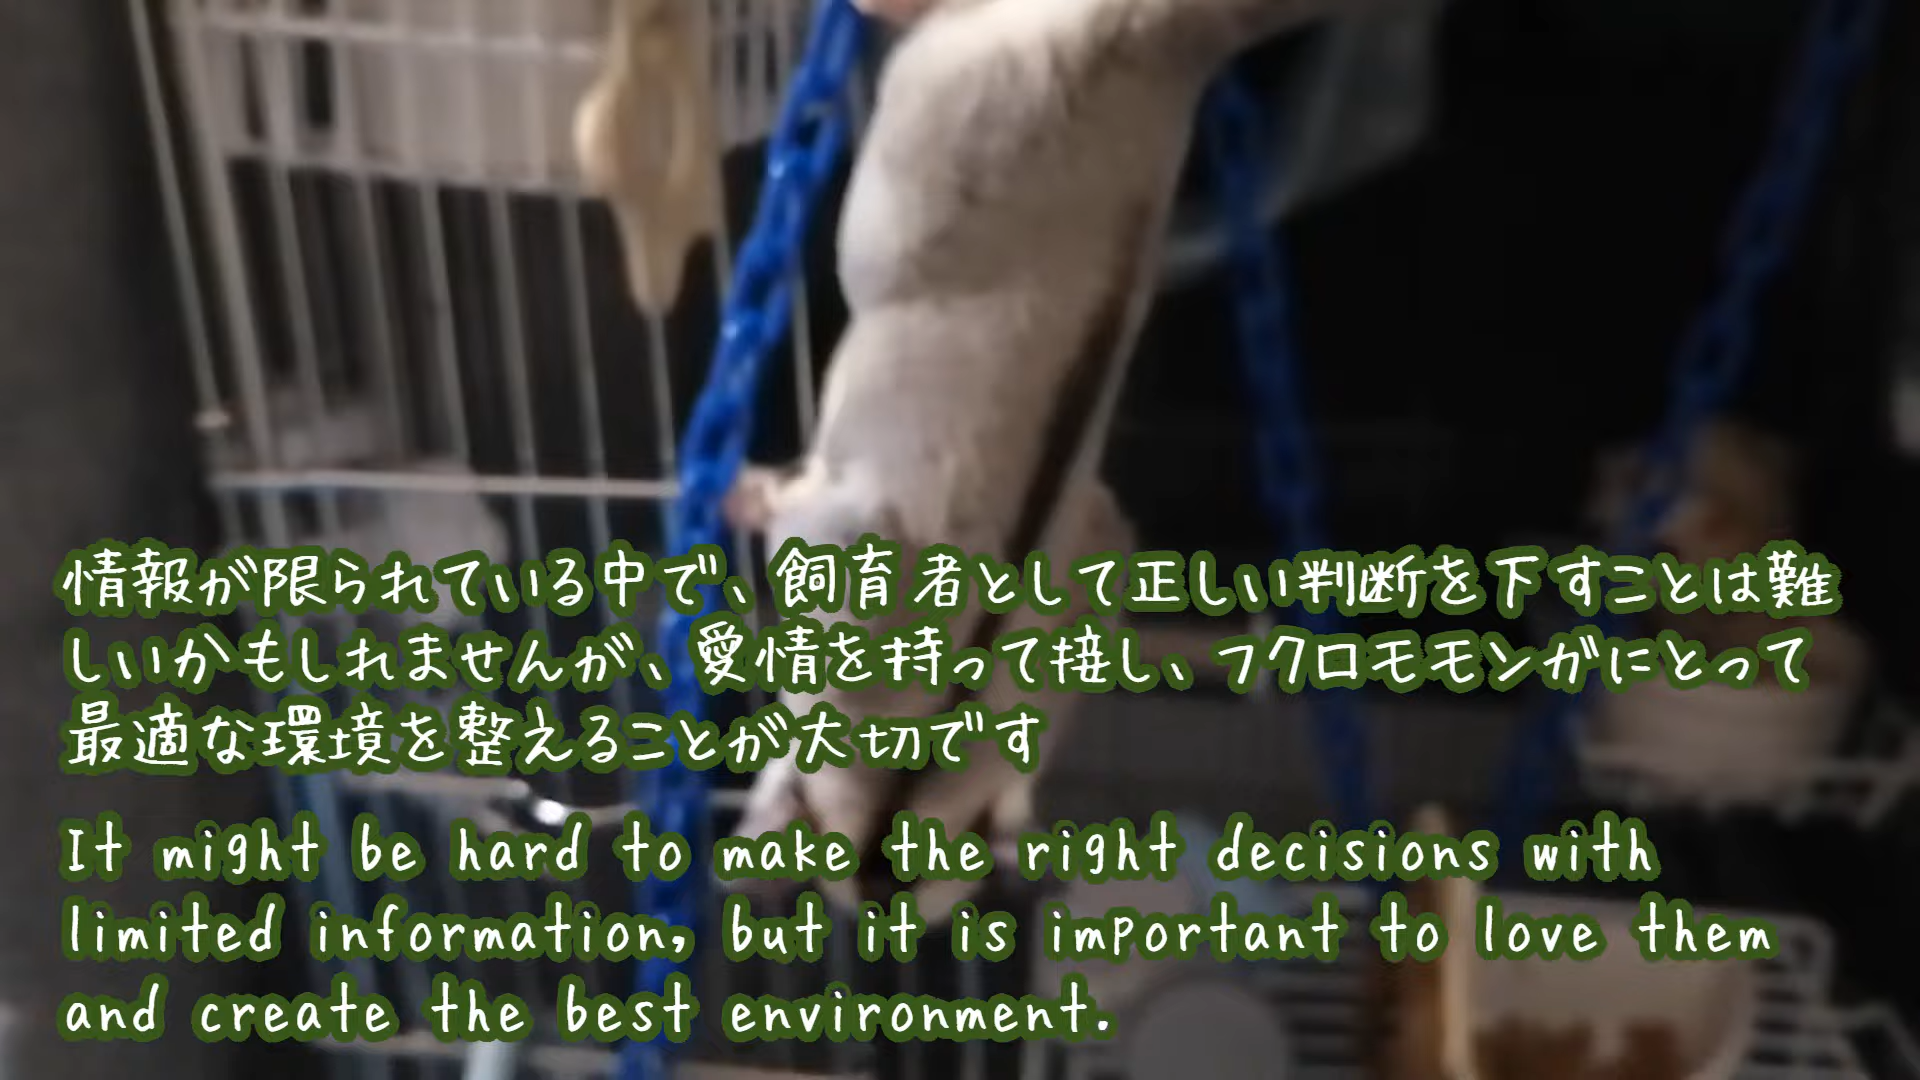 情報が限られている中で、飼育者として正しい判断を下すことは難
しいかもしれませんが、愛情を持って接し、フクロモモンガにとって
最適な環境を整えることが大切です
It might be hard to make the right decisions with
limited information, but it is important to love them
and create the best environment.